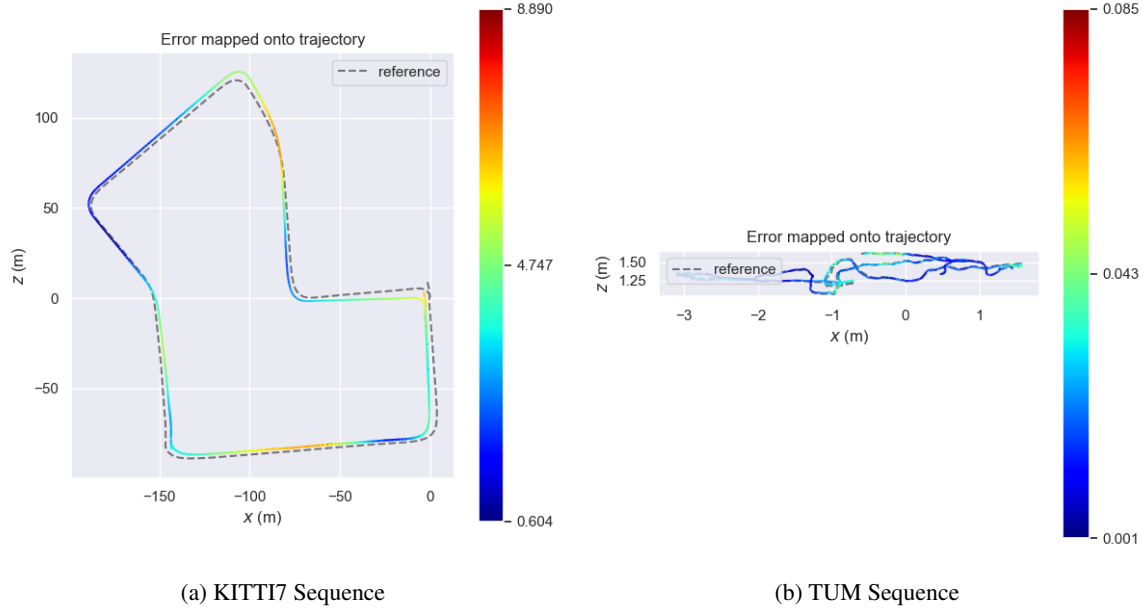 Error mapped onto trajectory
reference
z (m)
100
50
0
−50
−150
−100
−50
0
x (m)
8.890
4.747
0.604
(a) KITTI7 Sequence
Error mapped onto trajectory
reference
z (m)
1.50
1.25
−3
−2
−1
0
1
x (m)
0.085
0.043
0.001
(b) TUM Sequence